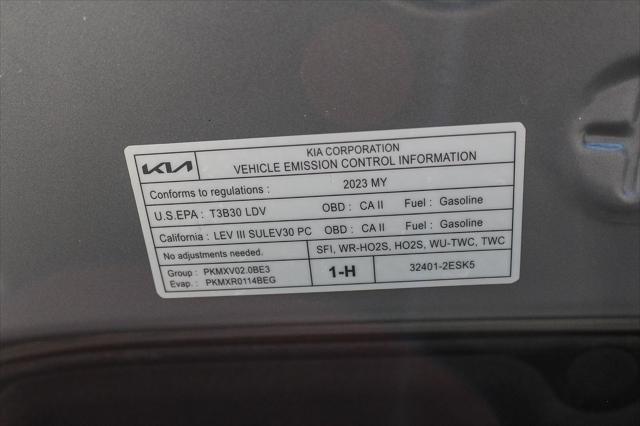 KIA
KIA CORPORATION
VEHICLE EMISSION CONTROL INFORMATION
Conforms to regulations : 2023 MY
U.S.EPA : T3B30 LDV OBD : CA II Fuel : Gasoline
California : LEV III SULEV30 PC OBD : CA II Fuel : Gasoline
No adjustments needed. SFI, WR-HO2S, HO2S, WU-TWC, TWC
Group : PKMXV02.0BE3
Evap. : PKMXR0114BEG
1-H
32401-2ESK5